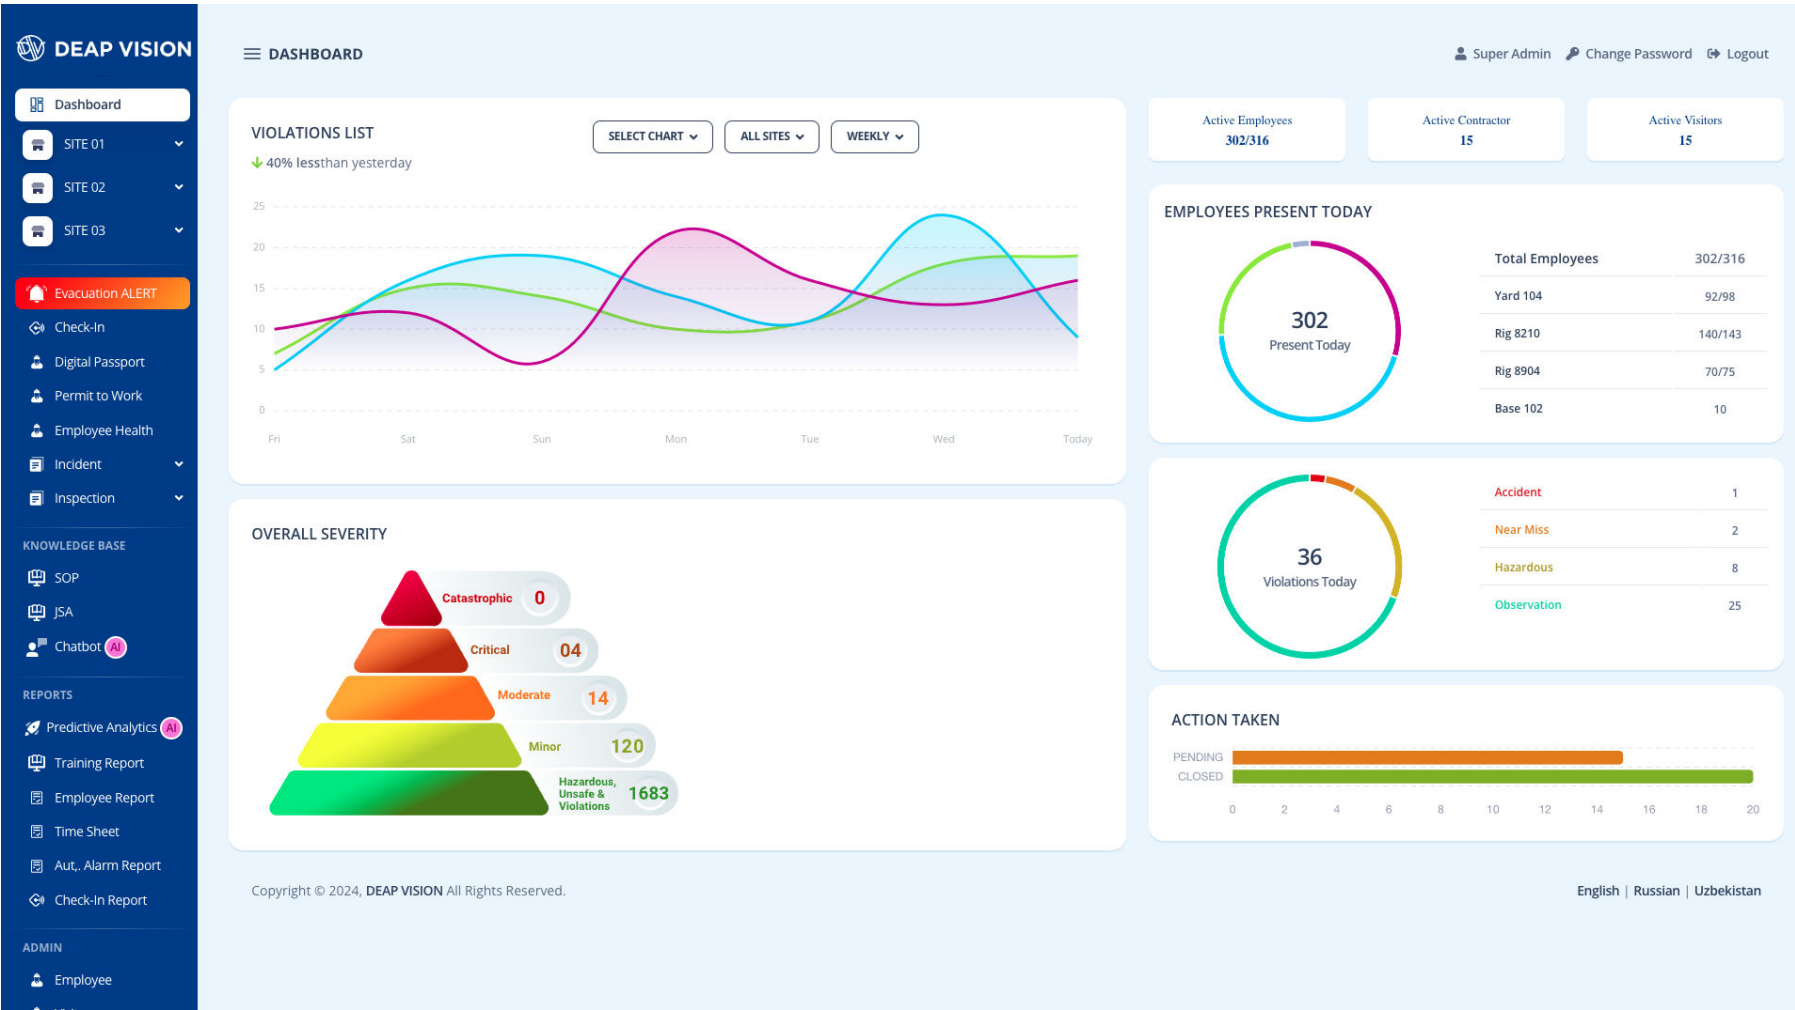 DEAP VISION
Dashboard
SITE 01
SITE 02
SITE 03
Evacuation ALERT
Check-In
Digital Passport
Permit to Work
Employee Health
Incident
Inspection
KNOWLEDGE BASE
SOP
JSA
Chatbot AI
REPORTS
Predictive Analytics AI
Training Report
Employee Report
Time Sheet
Aut,. Alarm Report
Check-In Report
ADMIN
Employee
DASHBOARD
Super Admin Change Password Logout
VIOLATIONS LIST
40% lessthan yesterday
SELECT CHART ALL SITES WEEKLY
25
20
15
10
5
0
Fri Sat Sun Mon Tue Wed Today
OVERALL SEVERITY
Catastrophic 0
Critical 04
Moderate 14
Minor 120
Hazardous,
Unsafe &
Violations
1683
Active Employees
302/316
Active Contractor
15
Active Visitors
15
EMPLOYEES PRESENT TODAY
302
Present Today
Total Employees 302/316
Yard 104 92/98
Rig 8210 140/143
Rig 8904 70/75
Base 102 10
36
Violations Today
Accident 1
Near Miss 2
Hazardous 8
Observation 25
ACTION TAKEN
PENDING
CLOSED
0 2 4 6 8 10 12 14 16 18 20
Copyright © 2024, DEAP VISION All Rights Reserved.
English | Russian | Uzbekistan